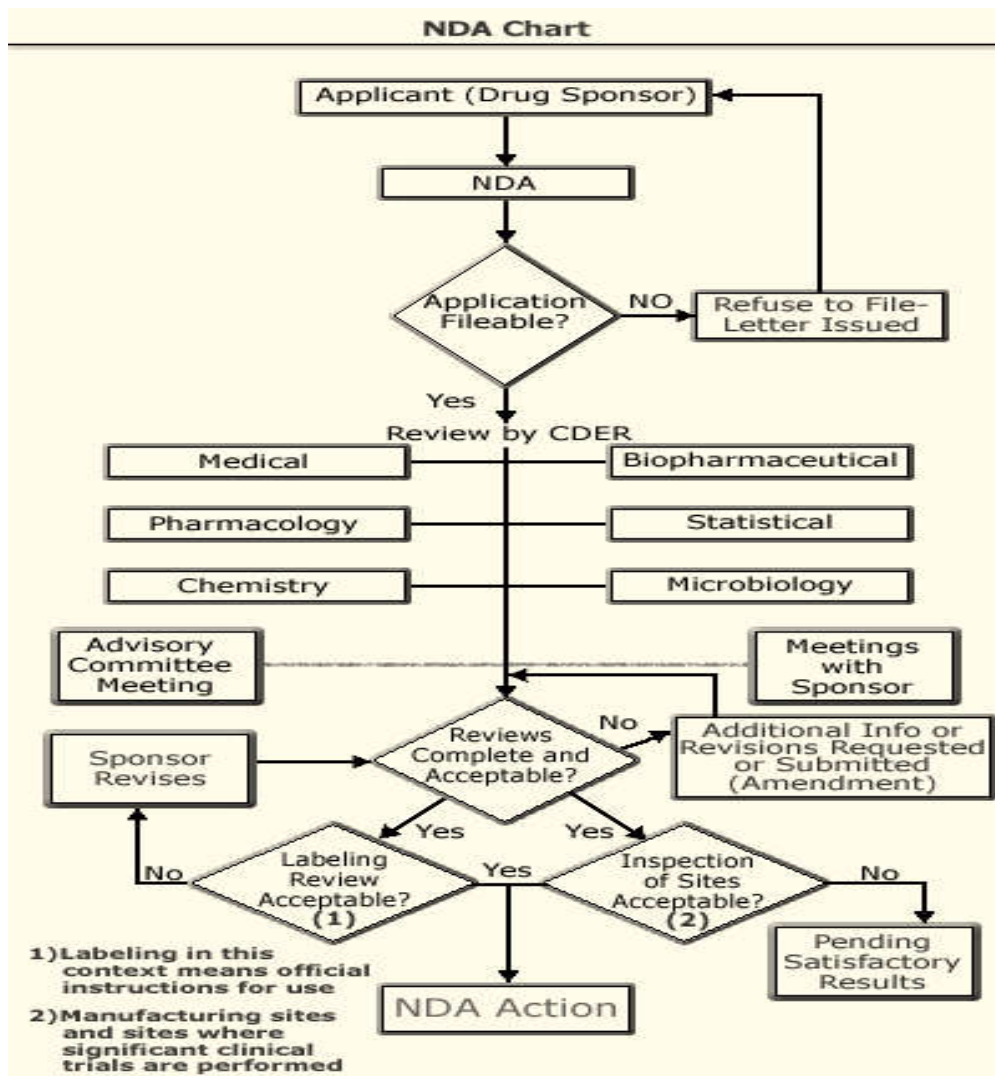 NDA Chart
Applicant (Drug Sponsor)
NDA
Application
Fileable?
NO
Refuse to File-
Letter Issued
Yes
Review by CDER
Medical
Biopharmaceutical
Pharmacology
Statistical
Chemistry
Microbiology
Advisory
Committee
Meeting
Meetings
with
Sponsor
Reviews
Complete and
Acceptable?
No
Additional Info or
Revisions Requested
or Submitted
(Amendment)
Sponsor
Revises
Yes
Yes
No
Labeling
Review
Acceptable?
(1)
Yes
Inspection
of Sites
Acceptable?
(2)
No
Pending
Satisfactory
Results
NDA Action
1)Labeling in this
context means official
instructions for use
2)Manufacturing sites
and sites where
significant clinical
trials are performed